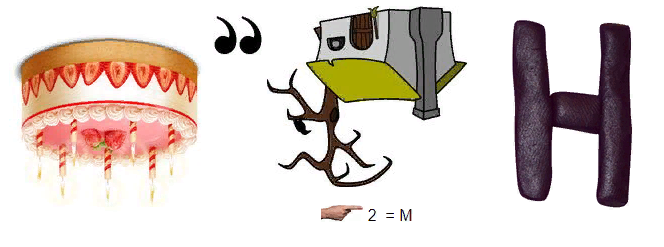 ,, H
2 = M